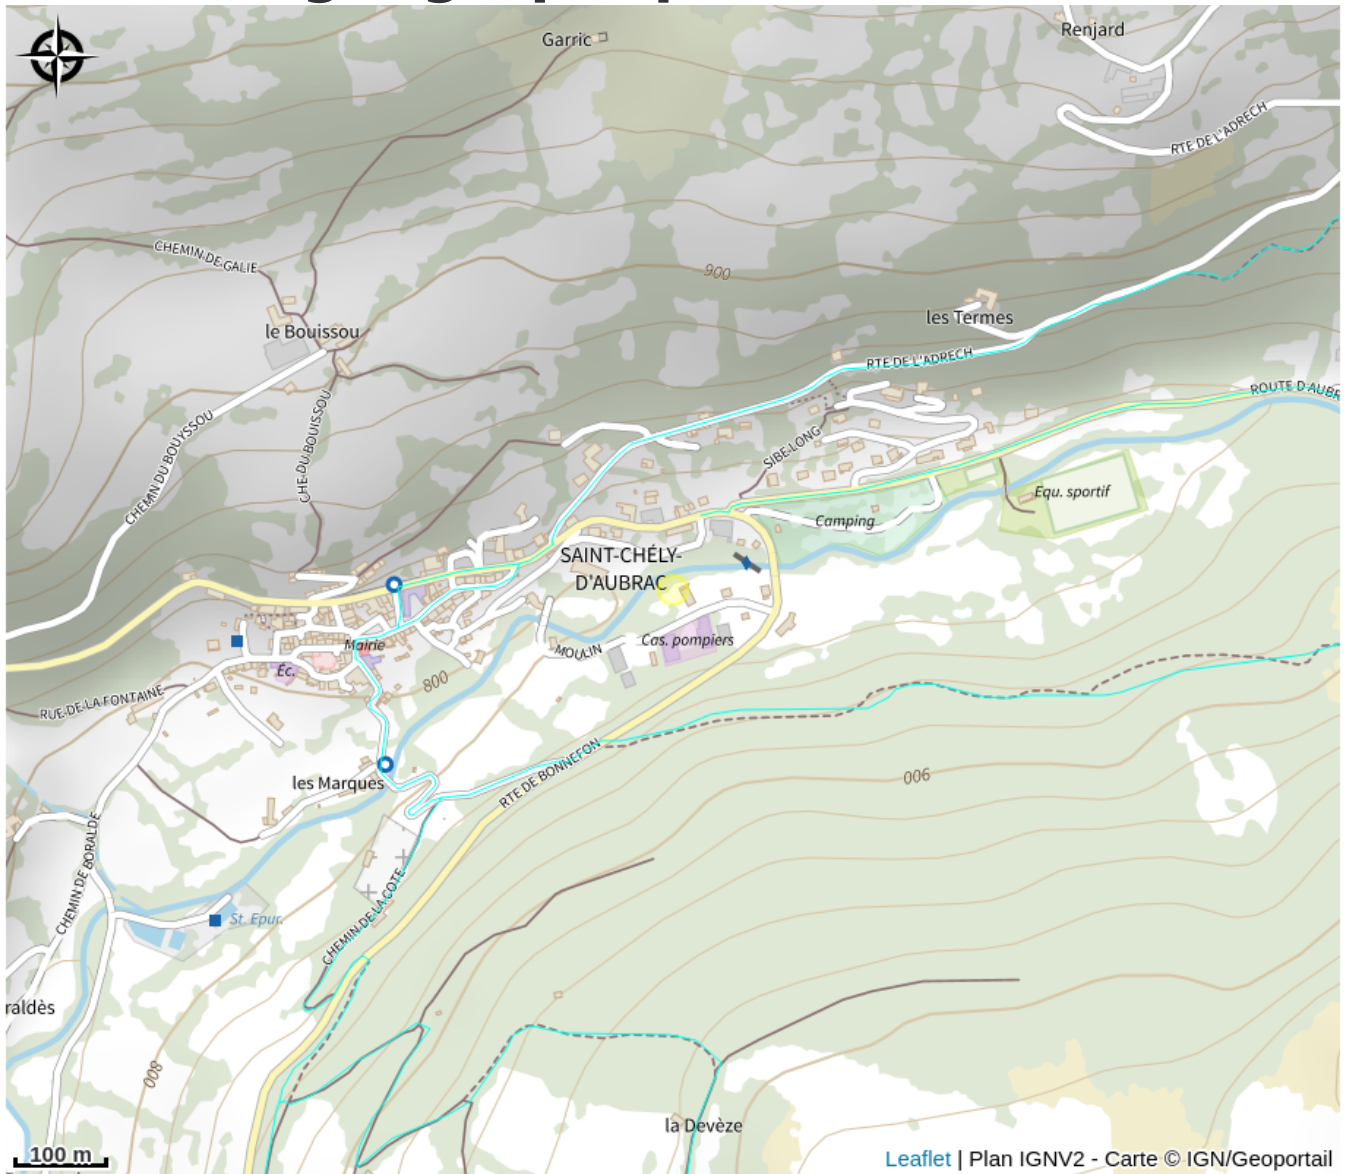 Garric
Renjard
RTE DE L'ADRECH
CHEMIN DE GALIE
900
le Bouissou
les Termes
RTE DE L'ADRECH
ROUTE D'AUBR
CHEMIN DU BOUYSSOU
CHE DU BOUISSOU
SIBE LONG
Equ. sportif
Camping
SAINT-CHÉLY-
D'AUBRAC
Mairie
MOULIN
Cas. pompiers
Éc.
800
RUE DE LA FONTAINE
RTE DE BONNEFON
900
les Marques
CHEMIN DE BORALDE
CHEMIN DE LA COTE
St. Epur.
raldès
800
la Devèze
100 m
Leaflet | Plan IGNV2 - Carte © IGN/Geoportail